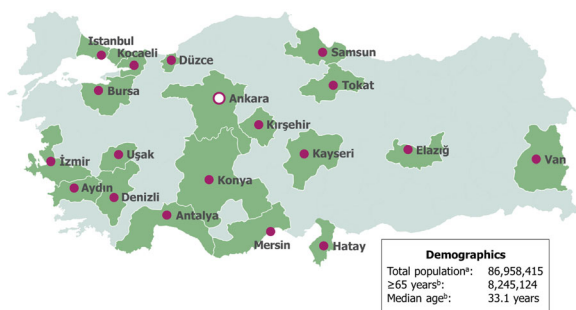 Istanbul
Kocaeli
Düzce
Samsun
Bursa
Ankara
Tokat
Kırşehir
İzmir
Uşak
Kayseri
Elazığ
Van
Aydın
Denizli
Konya
Antalya
Mersin
Hatay
Demographics
Total populationᵃ: 86,958,415
≥65 yearsᵇ: 8,245,124
Median ageᵇ: 33.1 years